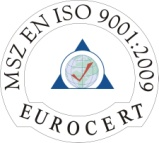 MSZ EN ISO 9001:2009
EUROCERT